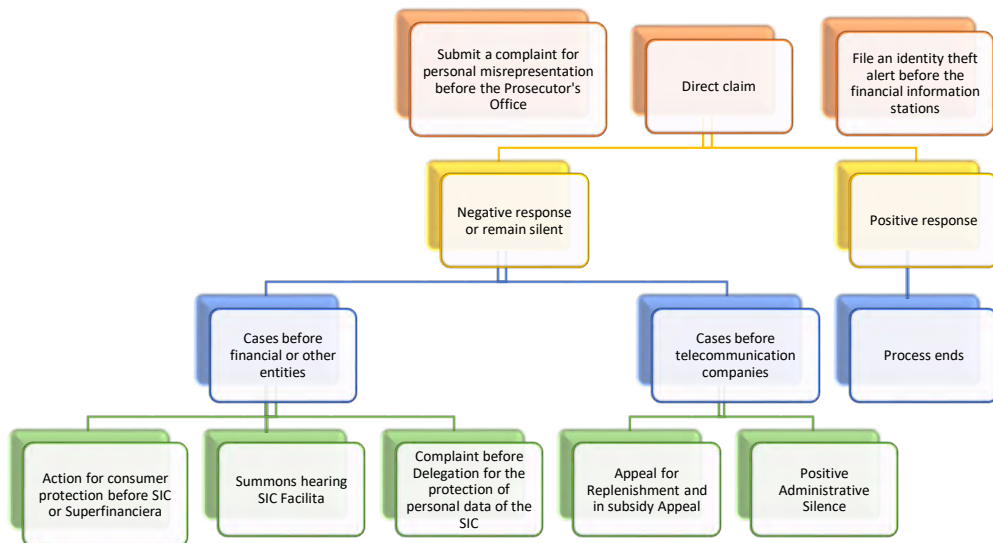 Submit a complaint for
personal misrepresentation
before the Prosecutor's
Office
Direct claim
File an identity theft
alert before the
financial information
stations
Negative response
or remain silent
Positive response
Cases before
financial or other
entities
Cases before
telecommunication
companies
Process ends
Action for consumer
protection before SIC
or Superfinanciera
Summons hearing
SIC Facilita
Complaint before
Delegation for the
protection of
personal data of the
SIC
Appeal for
Replenishment and
in subsidy Appeal
Positive
Administrative
Silence